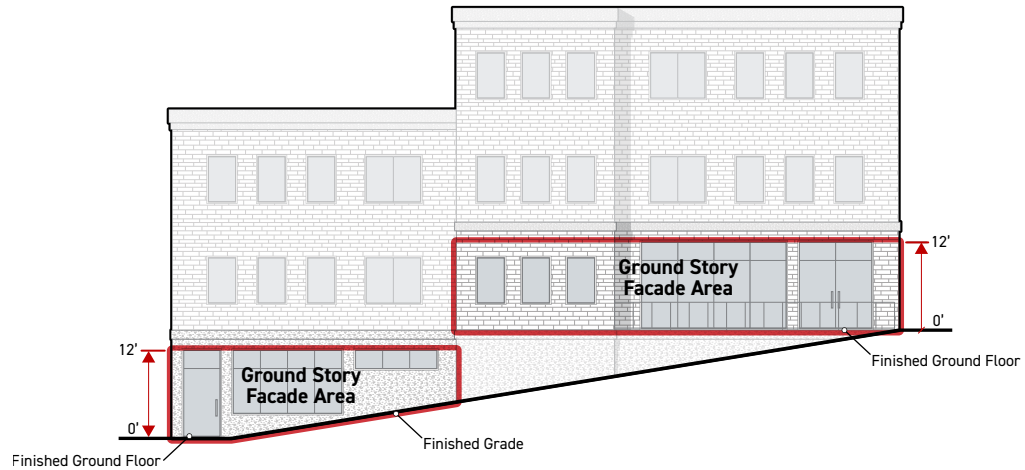 12'
Ground Story
Facade Area
0'
Finished Ground Floor
12'
Ground Story
Facade Area
0'
Finished Grade
Finished Ground Floor